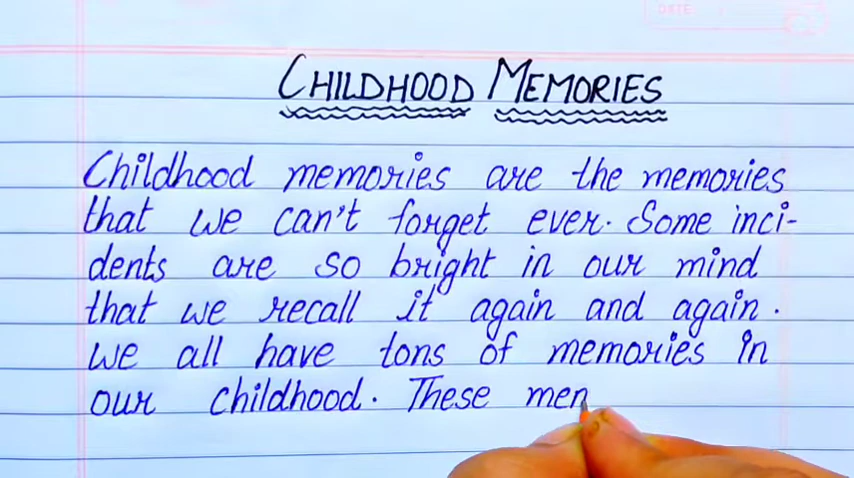 DATE
CHILDHOOD MEMORIES
Childhood memories are the memories
that we can't forget ever. Some inci-
dents are so bright in our mind
that we recall it again and again.
We all have tons of memories in
our childhood. These men